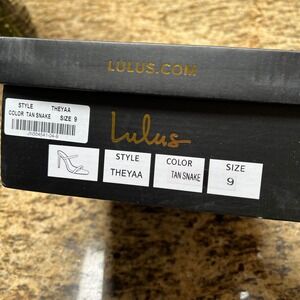 LULUS.COM
STYLE THEYAA
COLOR TAN SNAKE SIZE 9
Lulus
STYLE
THEYAA
COLOR
TAN SNAKE
SIZE
9